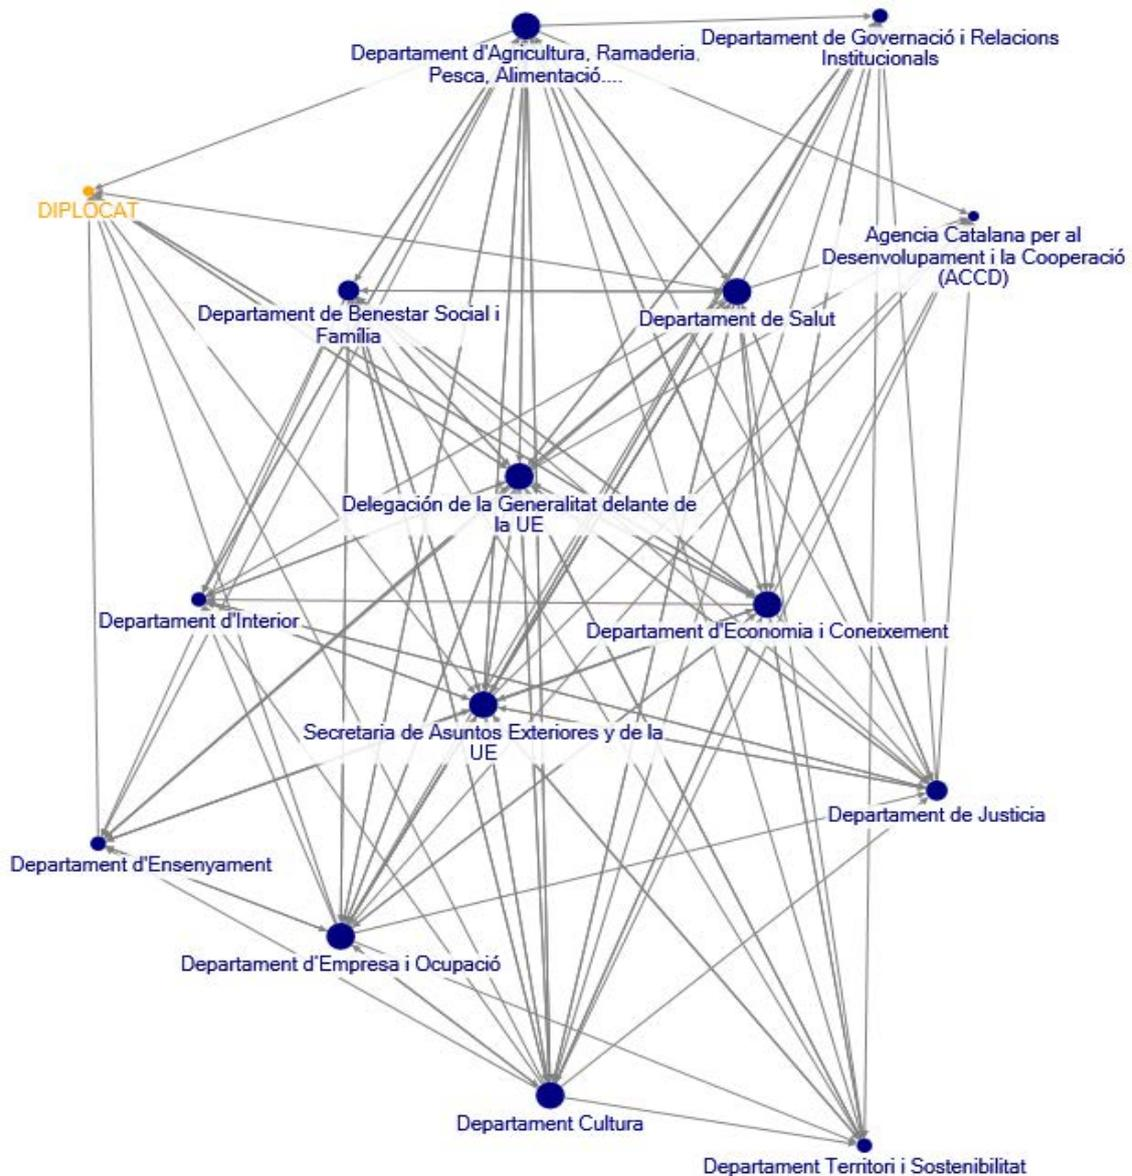 Departament d'Agricultura, Ramaderia,
Pesca, Alimentació....
Departament de Governació i Relacions
Institucionals
DIPLOCAT
Agencia Catalana per al
Desenvolupament i la Cooperació
(ACCD)
Departament de Benestar Social i
Família
Departament de Salut
Delegación de la Generalitat delante de
la UE
Departament d'Interior
Departament d'Economia i Coneixement
Secretaria de Asuntos Exteriores y de la
UE
Departament de Justicia
Departament d'Ensenyament
Departament d'Empresa i Ocupació
Departament Cultura
Departament Territori i Sostenibilitat